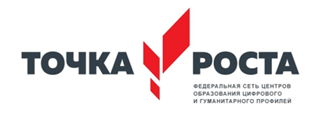 ТОЧКА РОСТА
ФЕДЕРАЛЬНАЯ СЕТЬ ЦЕНТРОВ
ОБРАЗОВАНИЯ ЦИФРОВОГО
И ГУМАНИТАРНОГО ПРОФИЛЕЙ